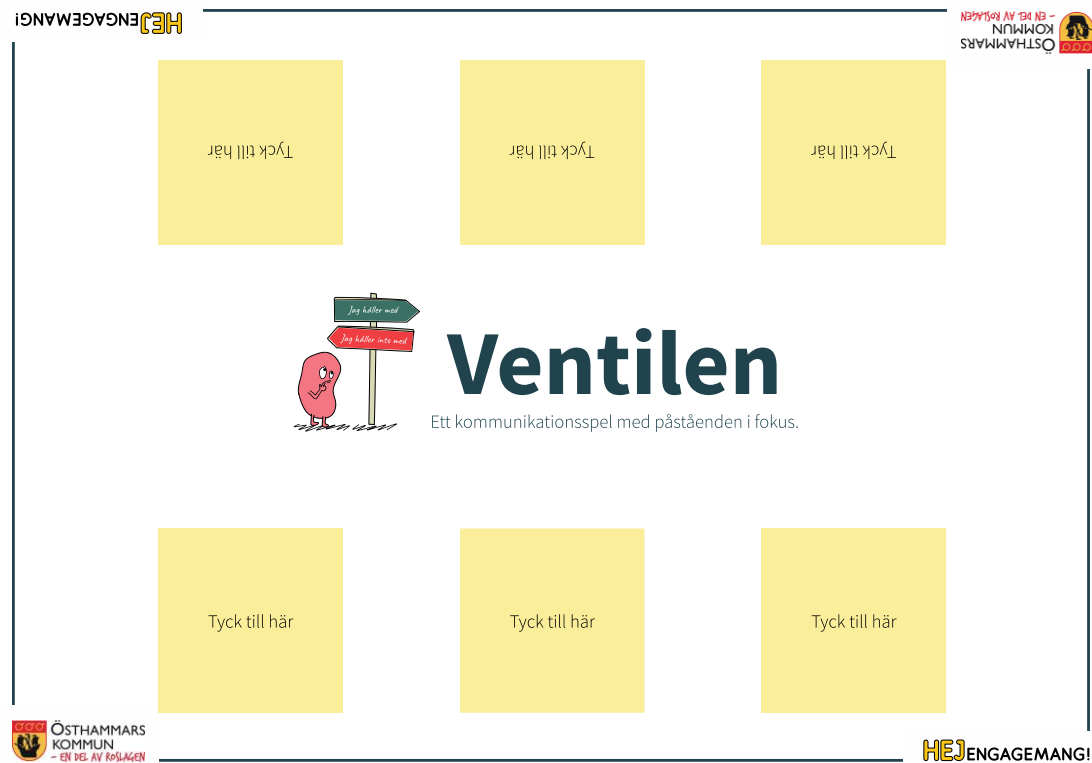 HEJENGAGEMANG!
ÖSTHAMMARS
KOMMUN
– EN DEL AV ROSLAGEN
Tyck till här
Tyck till här
Tyck till här
Jag håller med
Jag håller inte med
Ventilen
Ett kommunikationsspel med påståenden i fokus.
Tyck till här
Tyck till här
Tyck till här
ÖSTHAMMARS
KOMMUN
– EN DEL AV ROSLAGEN
HEJENGAGEMANG!